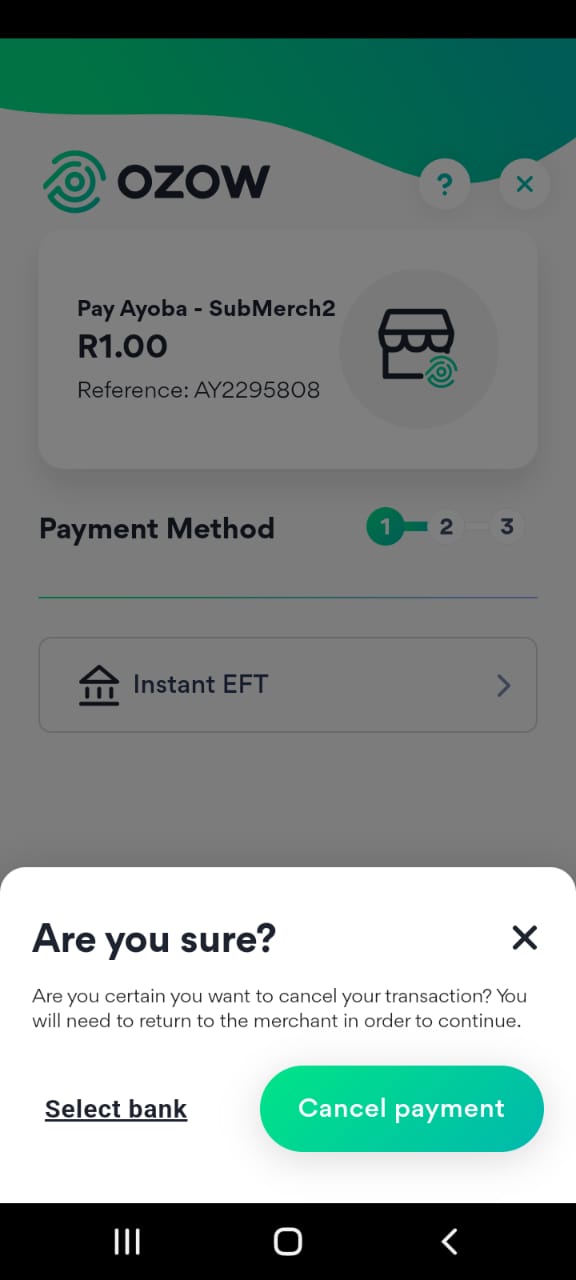 OZOW
?
Pay Ayoba - SubMerch2
R1.00
Reference: AY2295808
Payment Method
1 2 3
Instant EFT
Are you sure?
Are you certain you want to cancel your transaction? You
will need to return to the merchant in order to continue.
Select bank
Cancel payment